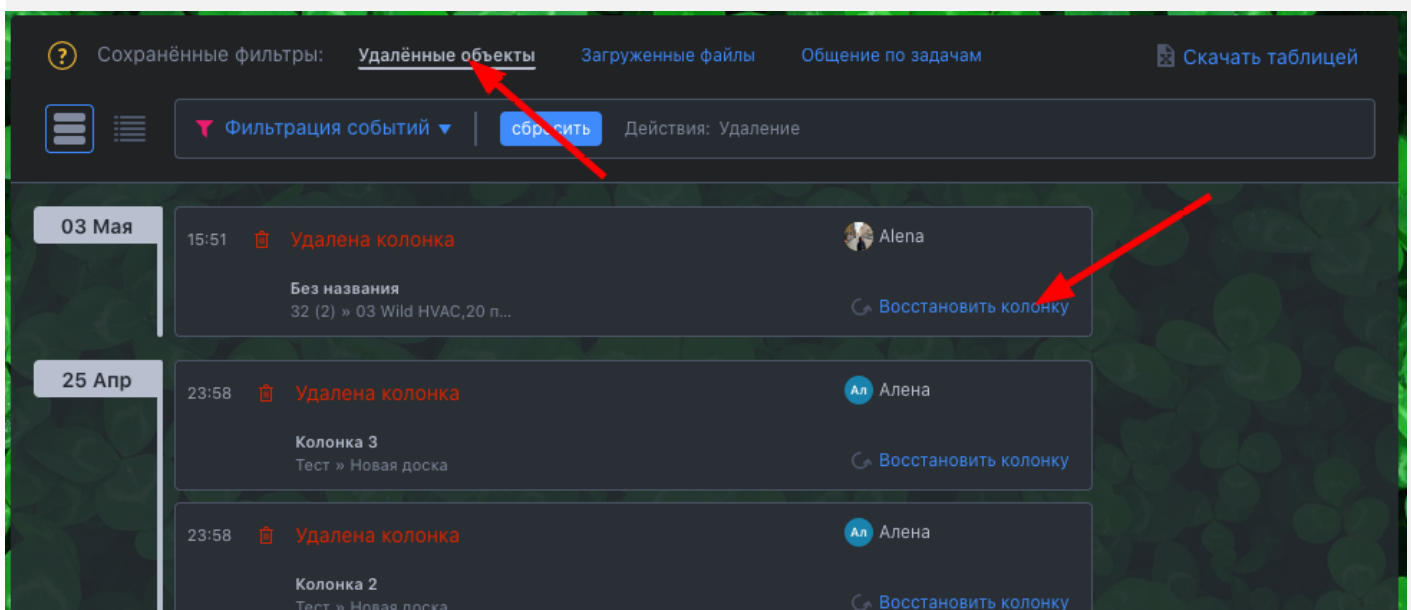 ? Сохранённые фильтры: Удалённые объекты Загруженные файлы Общение по задачам Скачать таблицей
Фильтрация событий ▼ сбросить Действия: Удаление
03 Мая
15:51 Удалена колонка Alena
Без названия
32 (2) » 03 Wild HVAC,20 п... Восстановить колонку
25 Апр
23:58 Удалена колонка Ал Алена
Колонка 3
Тест » Новая доска Восстановить колонку
23:58 Удалена колонка Ал Алена
Колонка 2
Тест » Новая доска Восстановить колонку